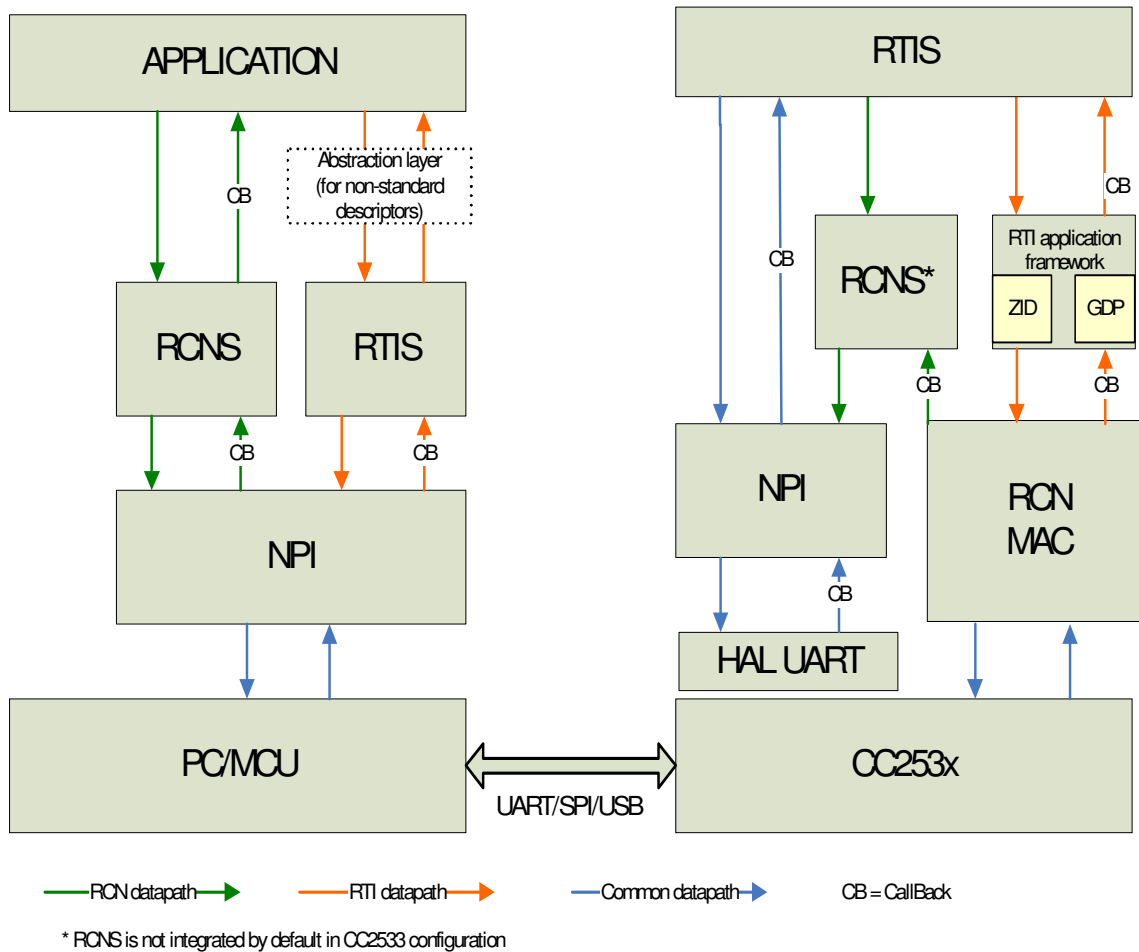 APPLICATION
Abstraction layer
(for non-standard
descriptors)
CB
RCNS
RTIS
CB
CB
NPI
PC/MCU
UART/SPI/USB
RTIS
CB
CB
RTI application
framework
RCNS*
ZID
GDP
CB
CB
NPI
RCN
MAC
CB
HAL UART
CC253x
RCN datapath
RTI datapath
Common datapath
CB = CallBack
* RCNS is not integrated by default in CC2533 configuration